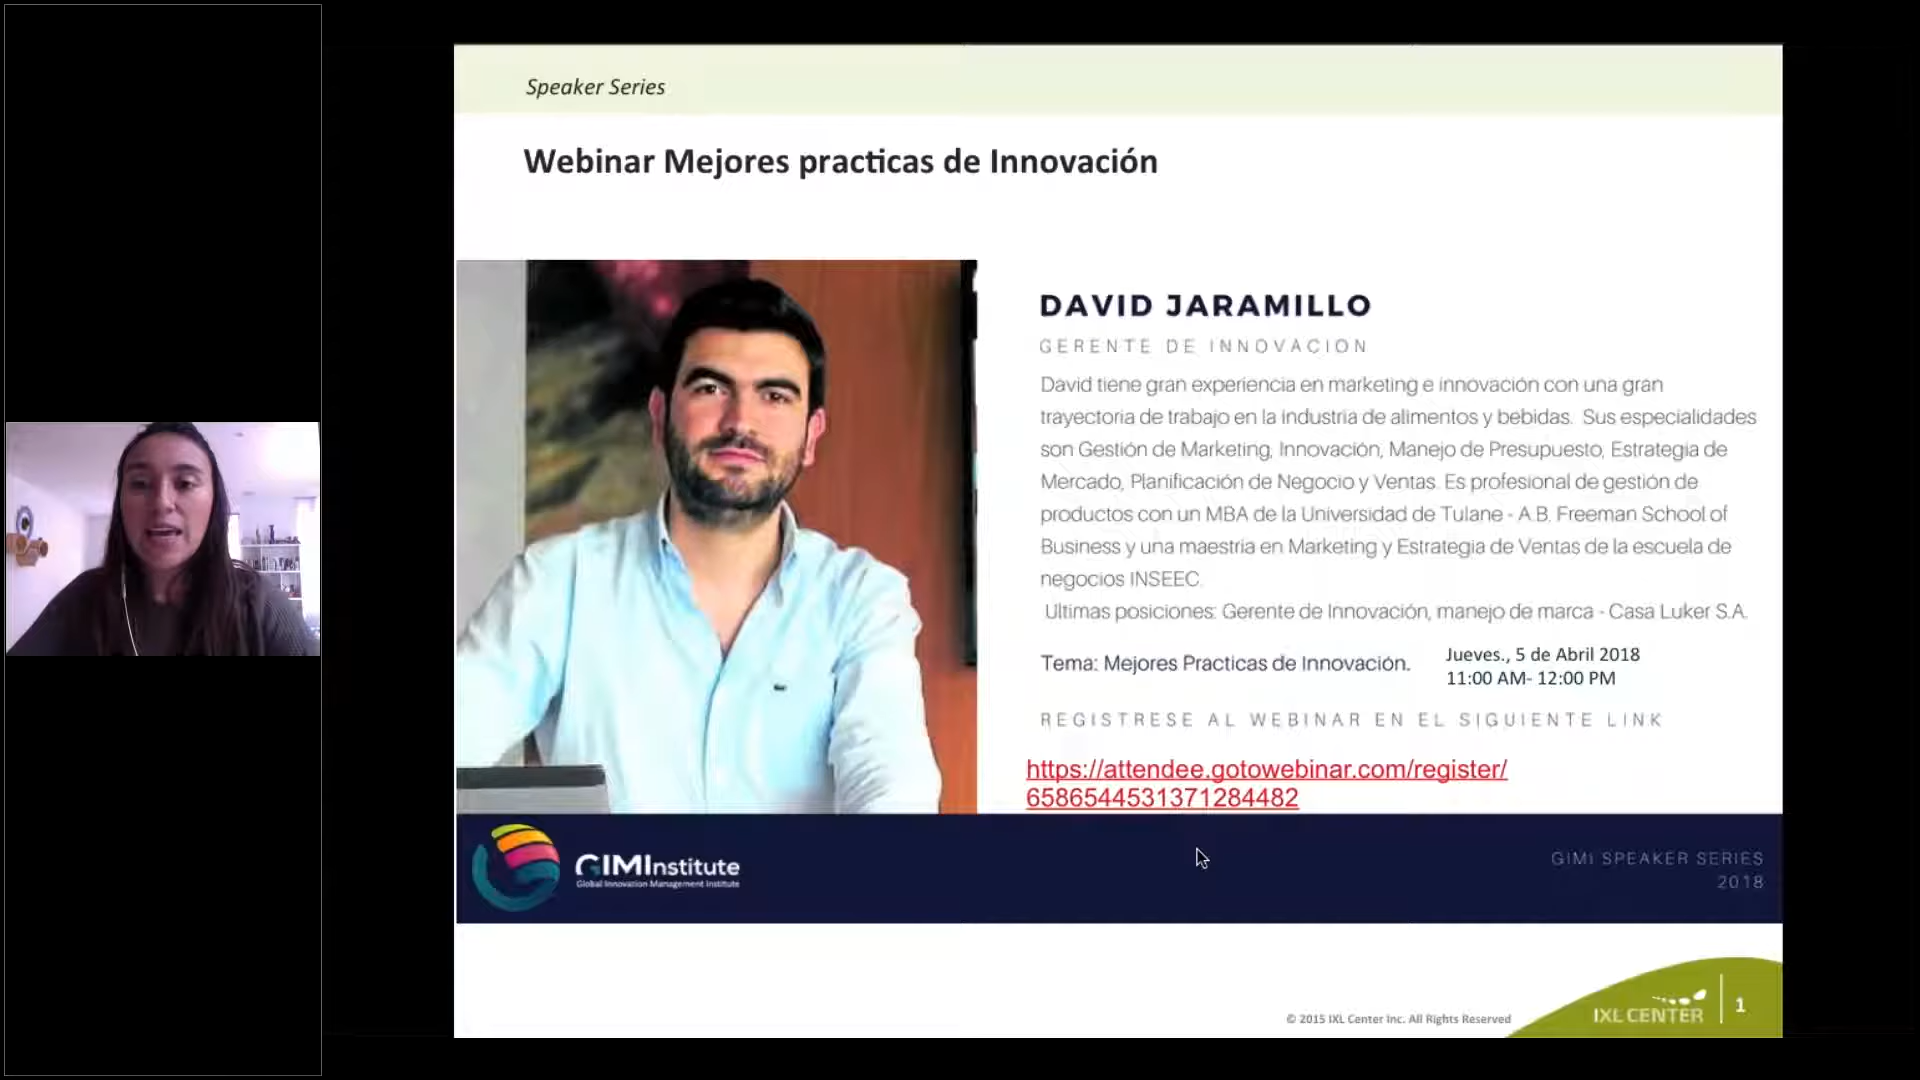 Speaker Series
Webinar Mejores practicas de Innovación
DAVID JARAMILLO
GERENTE DE INNOVACION
David tiene gran experiencia en marketing e innovación con una gran
trayectoria de trabajo en la industria de alimentos y bebidas. Sus especialidades
son Gestión de Marketing, Innovación, Manejo de Presupuesto, Estrategia de
Mercado, Planificación de Negocio y Ventas. Es profesional de gestión de
productos con un MBA de la Universidad de Tulane - A.B. Freeman School of
Business y una maestria en Marketing y Estrategia de Ventas de la escuela de
negocios INSEEC.
Ultimas posiciones: Gerente de Innovación, manejo de marca - Casa Luker S.A.
Tema: Mejores Practicas de Innovación.
Jueves., 5 de Abril 2018
11:00 AM- 12:00 PM
REGISTRESE AL WEBINAR EN EL SIGUIENTE LINK
https://attendee.gotowebinar.com/register/
6586544531371284482
GIMInstitute
Global Innovation Management Institute
GIMI SPEAKER SERIES
2018
© 2015 IXL Center Inc. All Rights Reserved
IXL CENTER
1